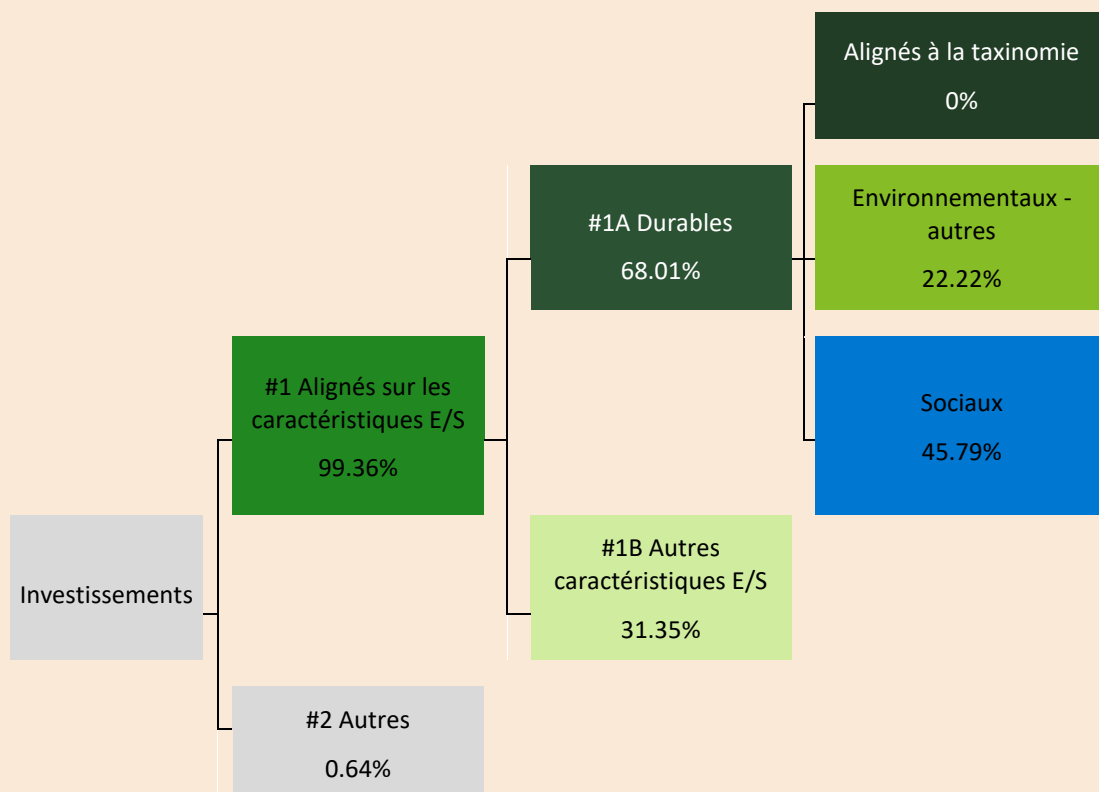 Alignés à la taxinomie
0%
#1A Durables
68.01%
Environnementaux -
autres
22.22%
#1 Alignés sur les
caractéristiques E/S
99.36%
Sociaux
45.79%
Investissements
#1B Autres
caractéristiques E/S
31.35%
#2 Autres
0.64%